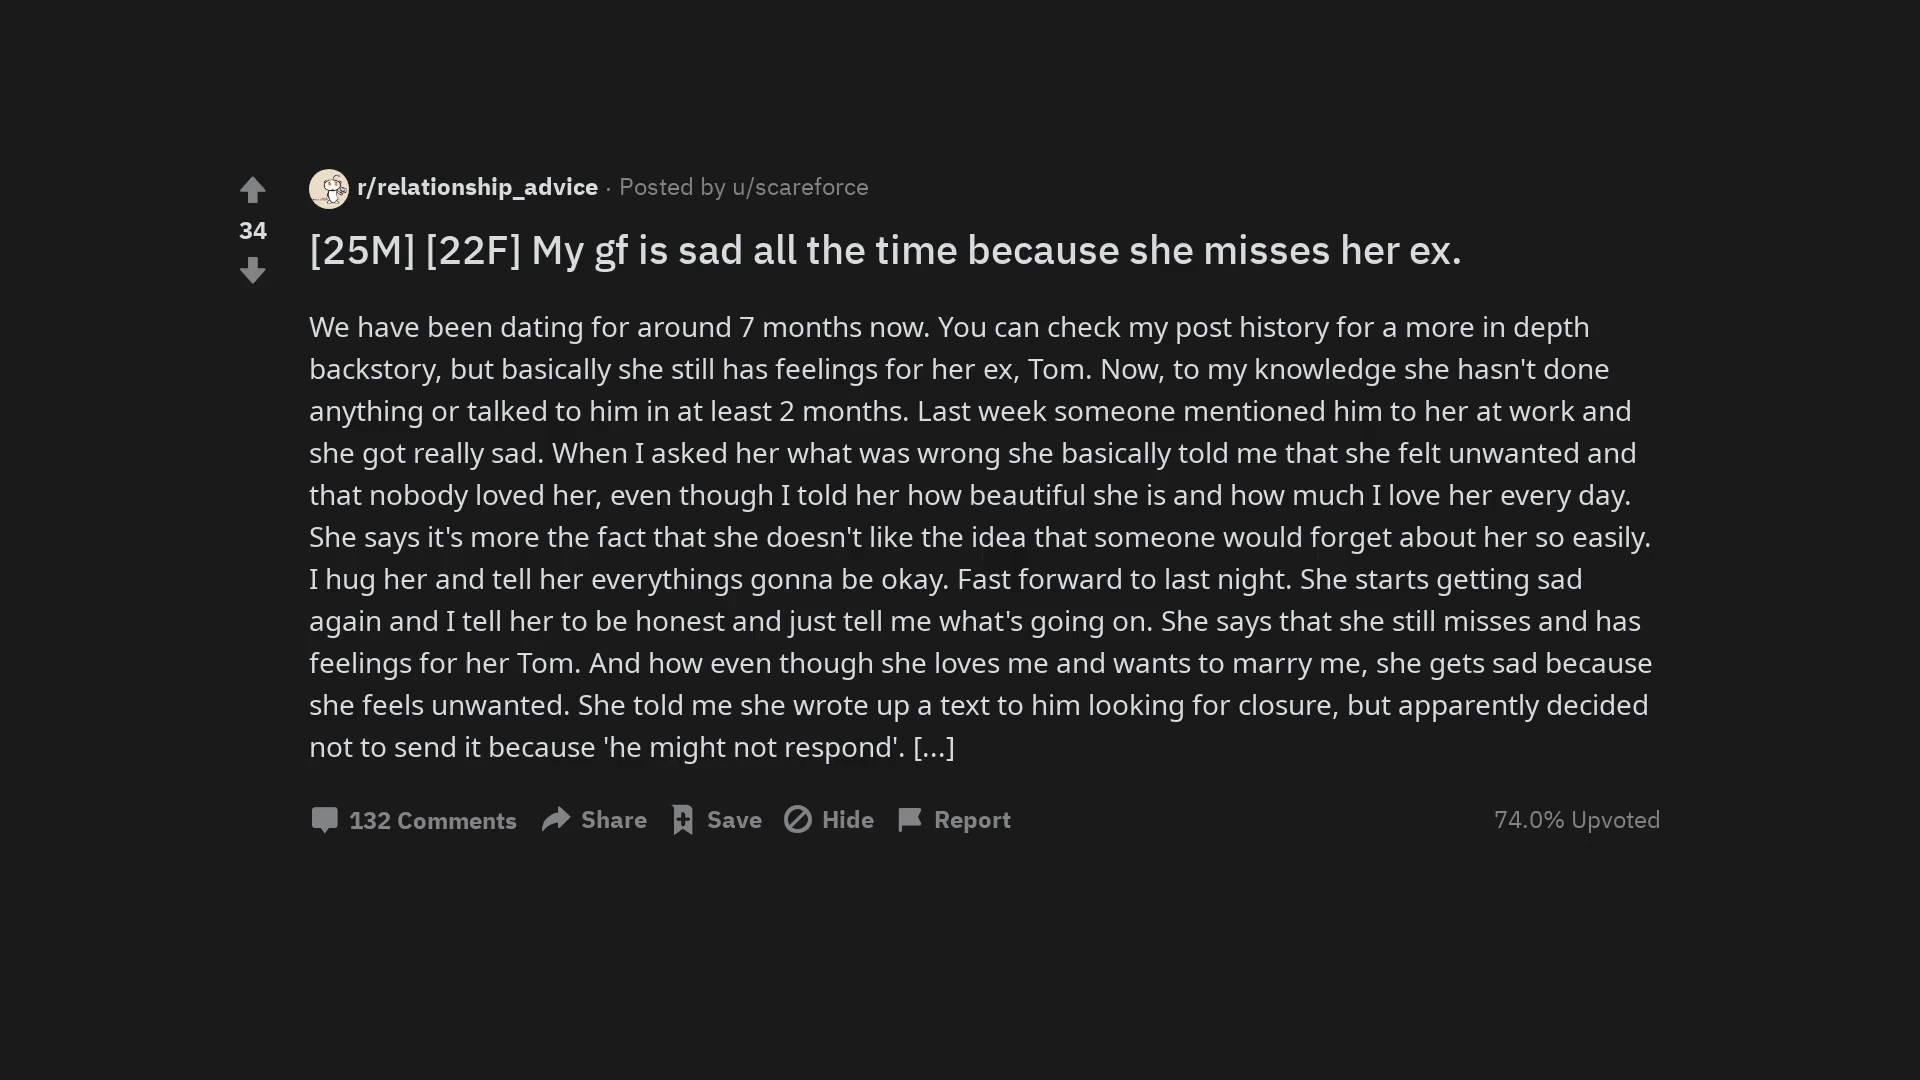 r/relationship_advice · Posted by u/scareforce
34
[25M] [22F] My gf is sad all the time because she misses her ex.
We have been dating for around 7 months now. You can check my post history for a more in depth
backstory, but basically she still has feelings for her ex, Tom. Now, to my knowledge she hasn't done
anything or talked to him in at least 2 months. Last week someone mentioned him to her at work and
she got really sad. When I asked her what was wrong she basically told me that she felt unwanted and
that nobody loved her, even though I told her how beautiful she is and how much I love her every day.
She says it's more the fact that she doesn't like the idea that someone would forget about her so easily.
I hug her and tell her everythings gonna be okay. Fast forward to last night. She starts getting sad
again and I tell her to be honest and just tell me what's going on. She says that she still misses and has
feelings for her Tom. And how even though she loves me and wants to marry me, she gets sad because
she feels unwanted. She told me she wrote up a text to him looking for closure, but apparently decided
not to send it because 'he might not respond'. [...]
132 Comments Share Save Hide Report 74.0% Upvoted